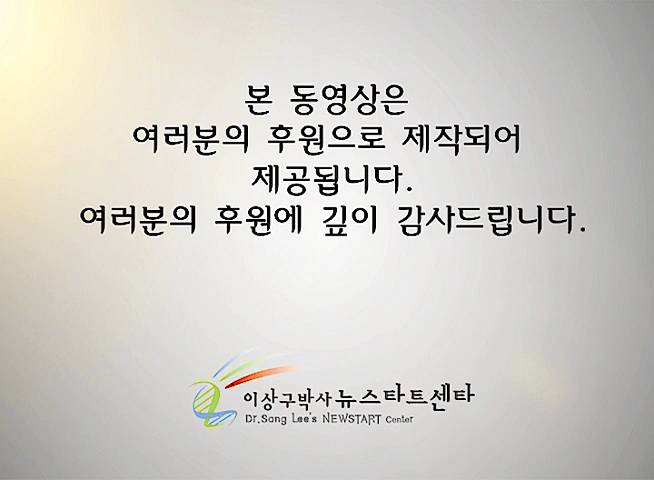 본 동영상은
여러분의 후원으로 제작되어
제공됩니다.
여러분의 후원에 깊이 감사드립니다.
이상구박사 뉴스타트센타
Dr.Sang Lee's NEWSTART Center